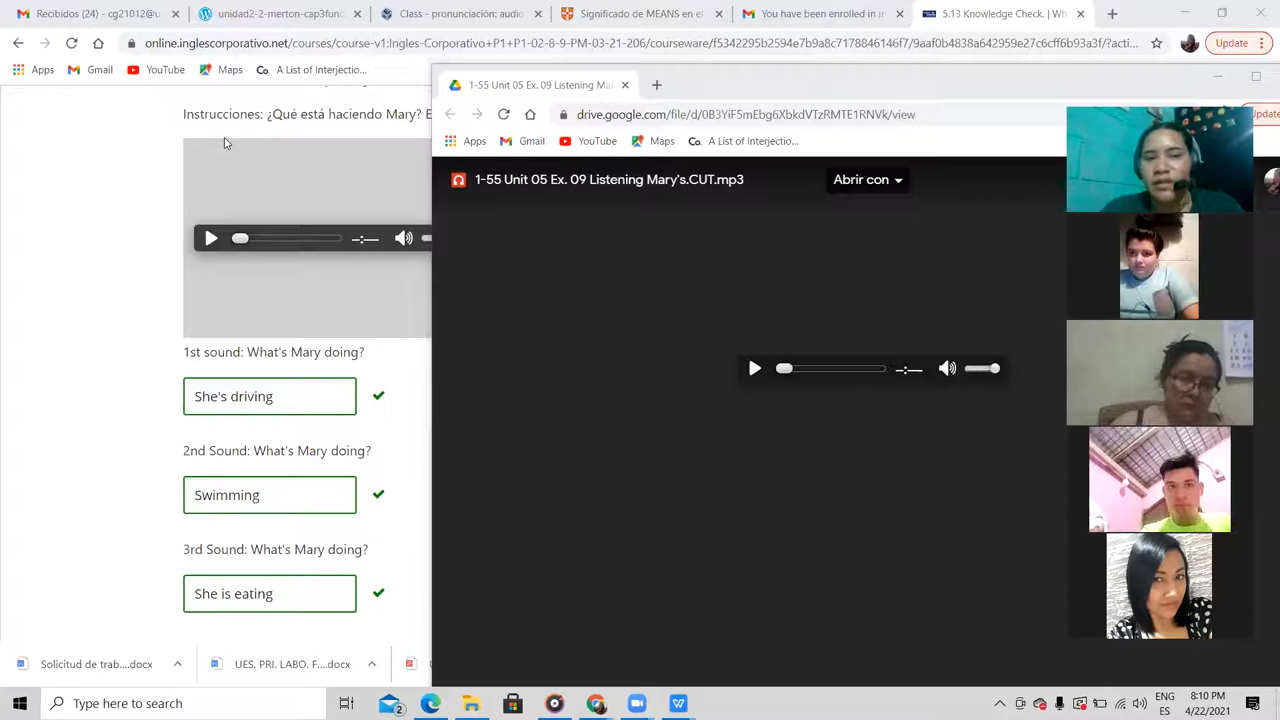 Recibidos (24) - cg21012@u
unidad2-2-merton-cap3func
Class - pronunciación: audio
Significado de MEANS en el
You have been enrolled in i
5.13 Knowledge Check. | Wh
online.inglescorporativo.net/courses/course-v1:Ingles-Corporativo+P1+P1-02-8-9-PM-03-21-206/courseware/f5342295b2504e7b9a8c7178846146f7/9aaf0b4838a642959e27c6cff6b93a3f/?acti...
Update
Apps
Gmail
YouTube
Maps
Co. A List of Interjectio...
1-55 Unit 05 Ex. 09 Listening Ma
Instrucciones: ¿Qué está haciendo Mary? E
drive.google.com/file/d/0B3YiF5mEbg6XbkdVTzRMTE1RNVk/view
Update
Apps
Gmail
YouTube
Maps
Co. A List of Interjectio...
1-55 Unit 05 Ex. 09 Listening Mary's.CUT.mp3
Abrir con
-:--
-:--
1st sound: What's Mary doing?
She's driving
2nd Sound: What's Mary doing?
Swimming
3rd Sound: What's Mary doing?
She is eating
Solicitud de trab....docx
UES. PRI. LABO. F....docx
Type here to search
2
ENG
ES
8:10 PM
4/22/2021